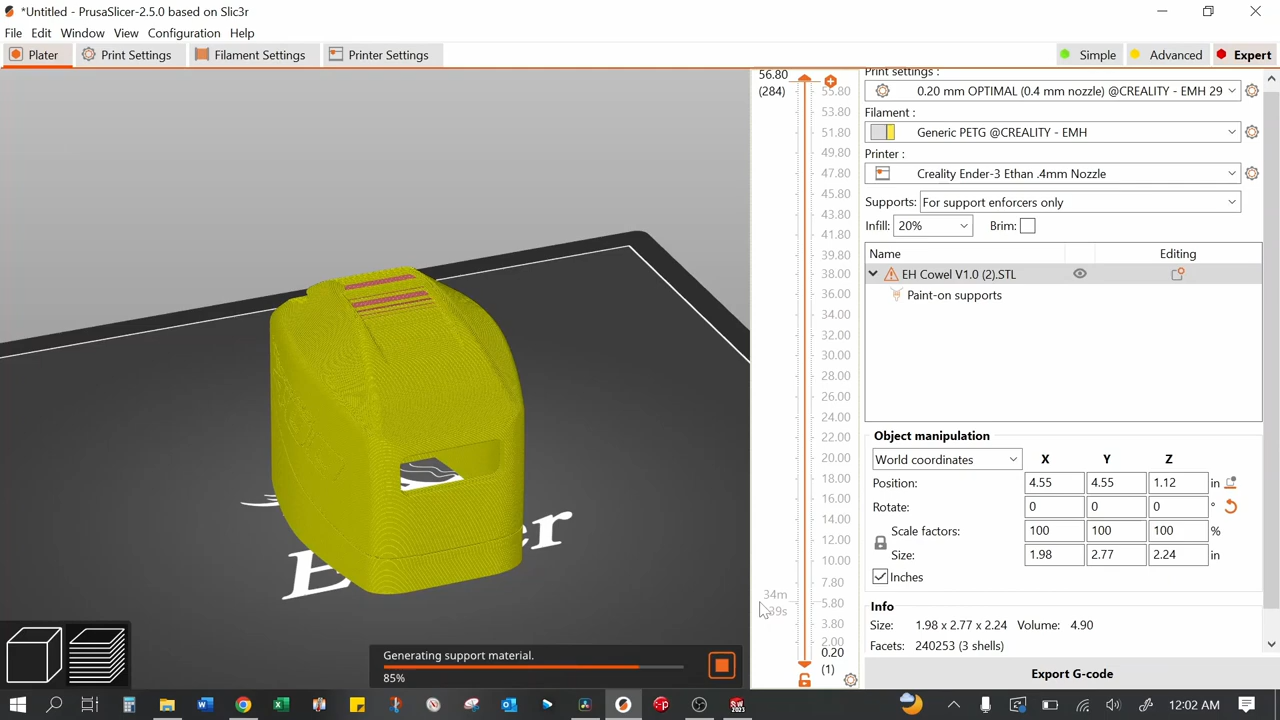 *Untitled - PrusaSlicer-2.5.0 based on Slic3r
File Edit Window View Configuration Help
Plater Print Settings Filament Settings Printer Settings Simple Advanced Expert
56.80
(284)
55.80
53.80
51.80
49.80
47.80
45.80
43.80
41.80
39.80
38.00
36.00
34.00
32.00
30.00
28.00
26.00
24.00
22.00
20.00
18.00
16.00
14.00
12.00
10.00
7.80
5.80
3.80
2.00
0.20
(1)
34m
39s
Print settings :
0.20 mm OPTIMAL (0.4 mm nozzle) @CREALITY - EMH 29
Filament :
Generic PETG @CREALITY - EMH
Printer :
Creality Ender-3 Ethan .4mm Nozzle
Supports: For support enforcers only
Infill: 20% Brim:
Name Editing
EH Cowel V1.0 (2).STL
Paint-on supports
Object manipulation
World coordinates X Y Z
Position: 4.55 4.55 1.12 in
Rotate: 0 0 0 °
Scale factors: 100 100 100 %
Size: 1.98 2.77 2.24 in
Inches
Info
Size: 1.98 x 2.77 x 2.24 Volume: 4.90
Facets: 240253 (3 shells)
Export G-code
Generating support material.
85%
2023
12:02 AM